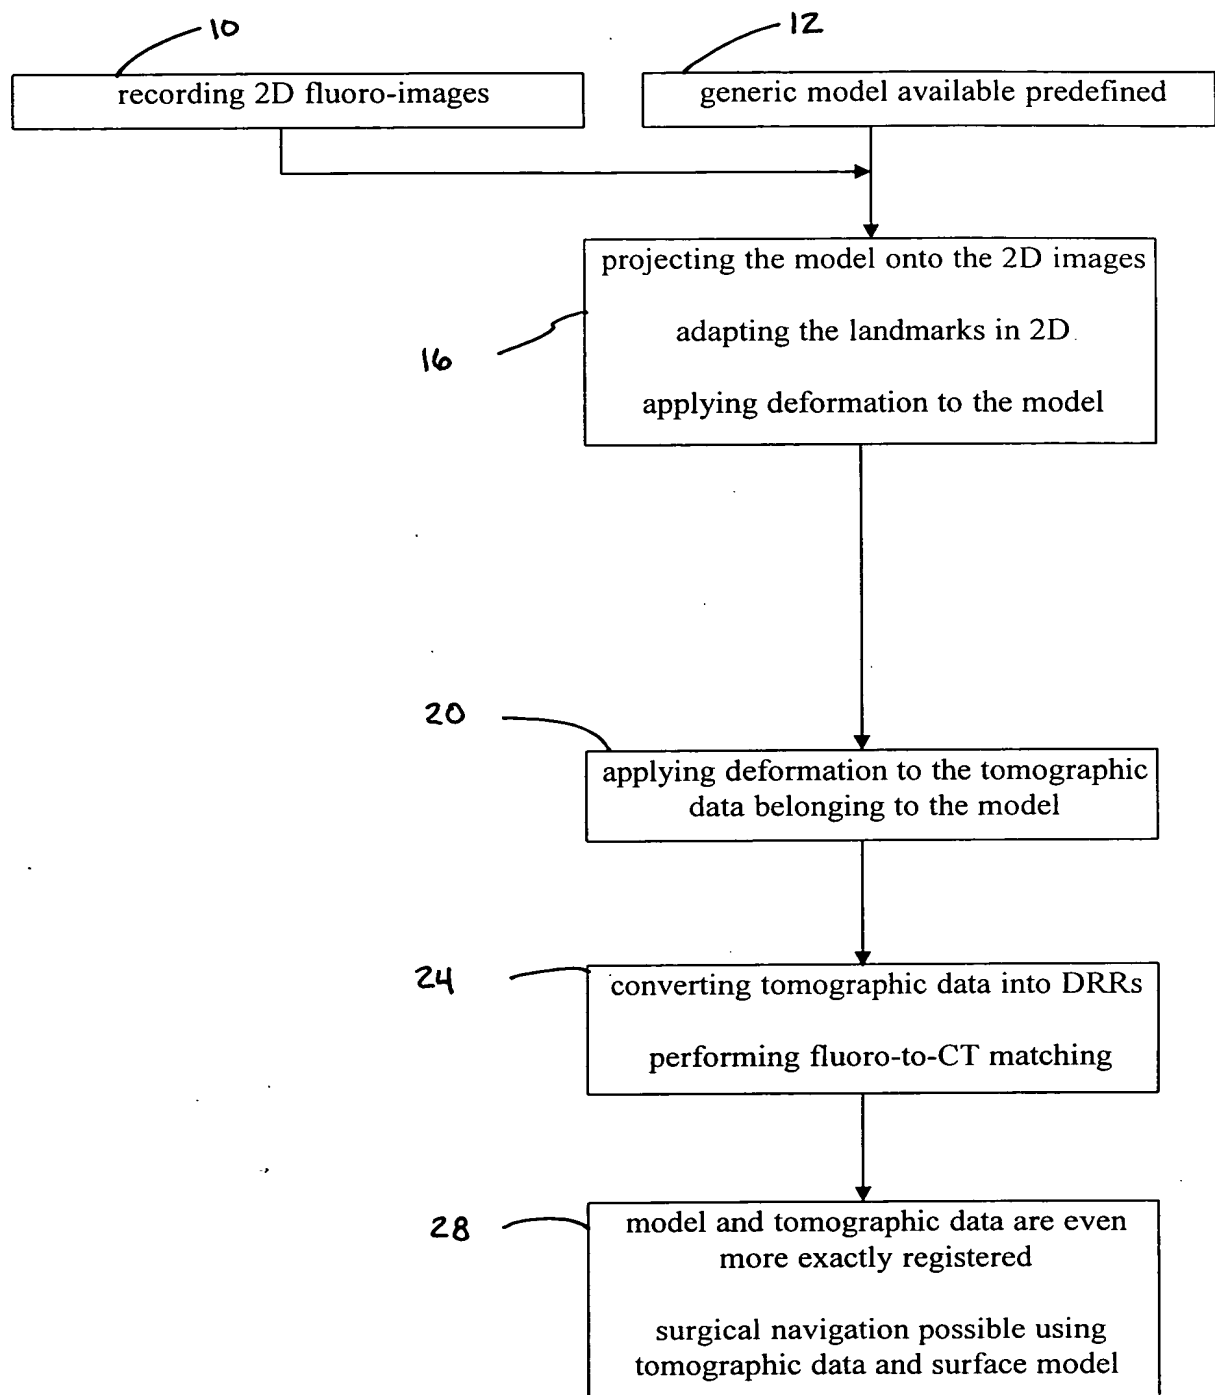 10
12
recording 2D fluoro-images
generic model available predefined
projecting the model onto the 2D images
adapting the landmarks in 2D
applying deformation to the model
16
20
applying deformation to the tomographic
data belonging to the model
24
converting tomographic data into DRRs
performing fluoro-to-CT matching
28
model and tomographic data are even
more exactly registered
surgical navigation possible using
tomographic data and surface model